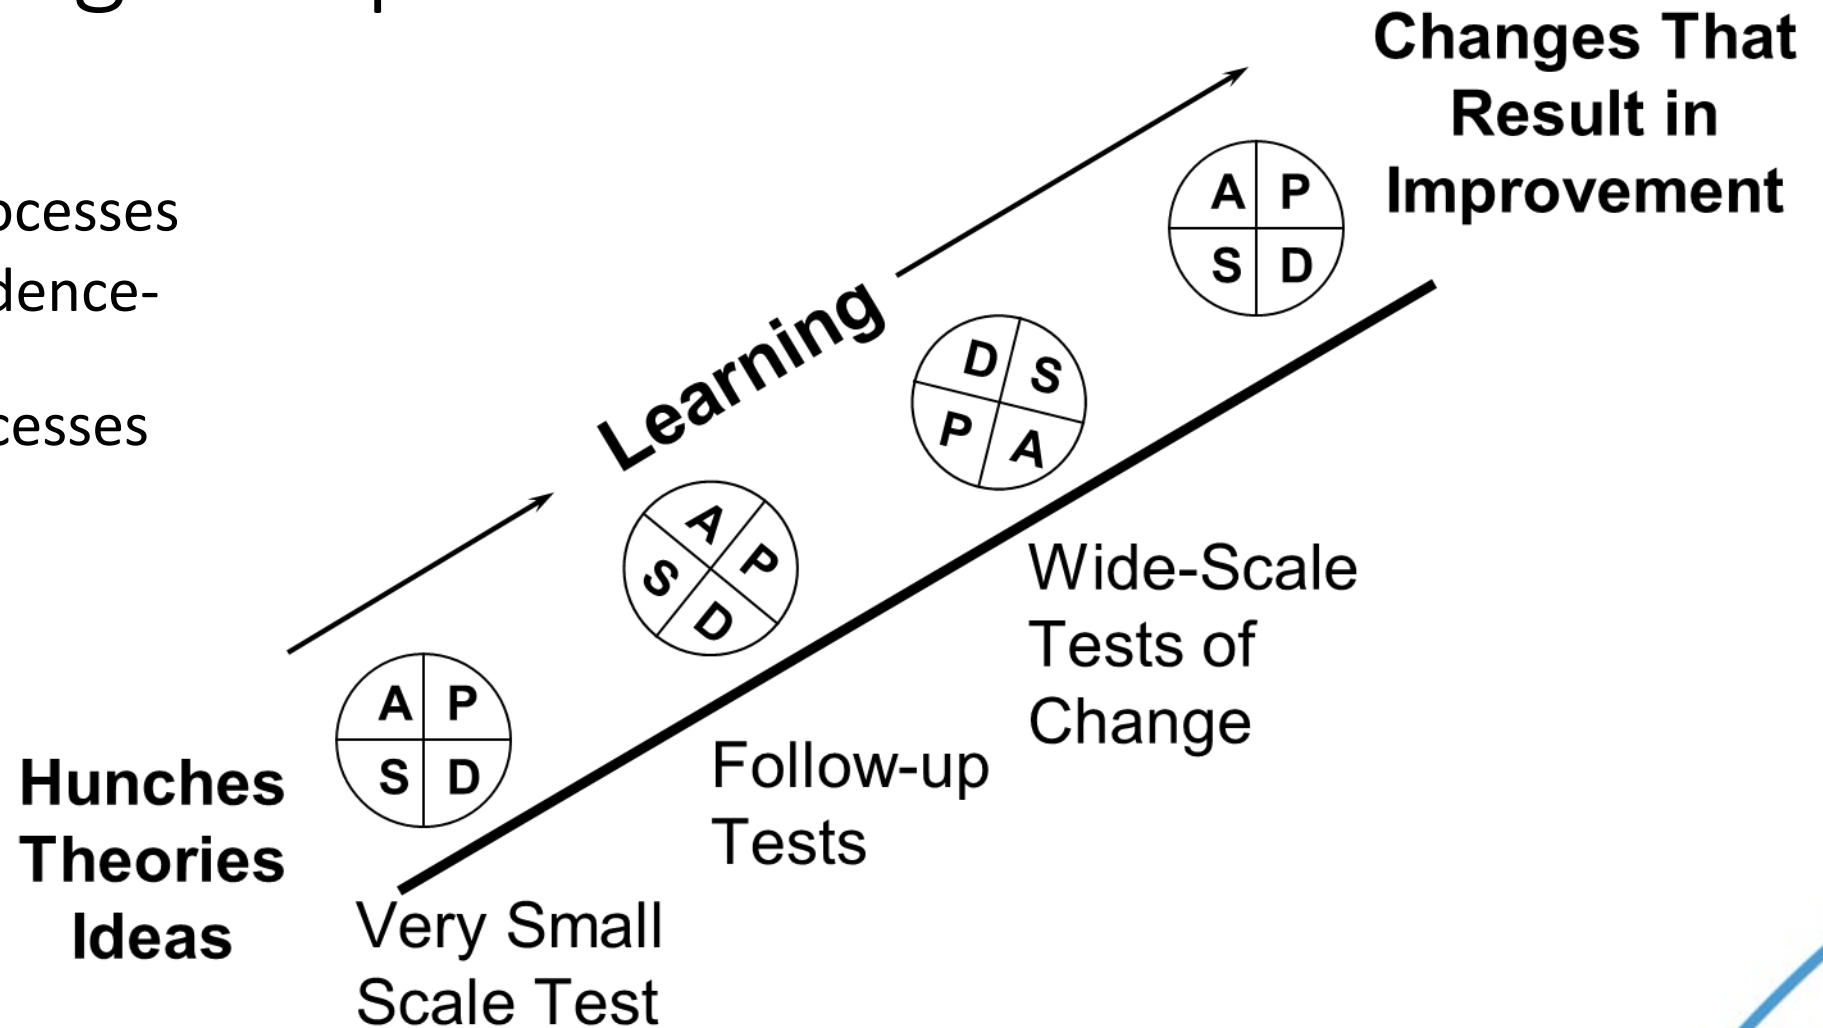 ocesses
dence-
cesses
Changes That
Result in
Improvement
Learning
A P
S D
D S
P A
A P
S D
A P
S D
Hunches
Theories
Ideas
Very Small
Scale Test
Follow-up
Tests
Wide-Scale
Tests of
Change